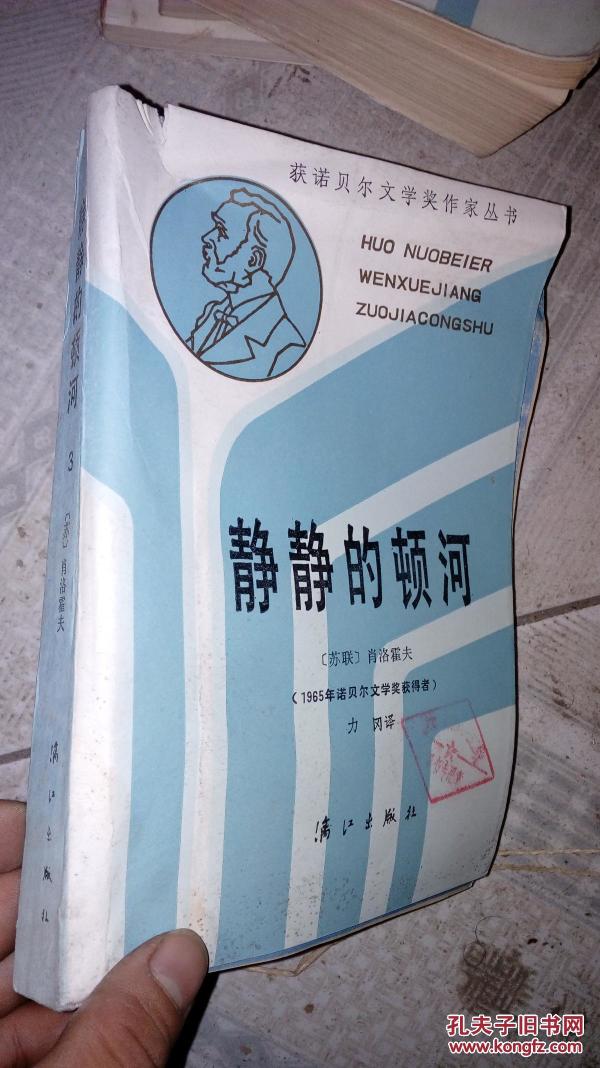 获诺贝尔文学奖作家丛书
HUO NUOBEIER
WENXUEJIANG
ZUOJIACONGSHU
静静的顿河
〔苏联〕肖洛霍夫
(1965年诺贝尔文学奖获得者)
力冈译
漓江出版社
静静的顿河
3
〔苏〕肖洛霍夫
漓江出版社
孔夫子旧书网
www.kongfz.com